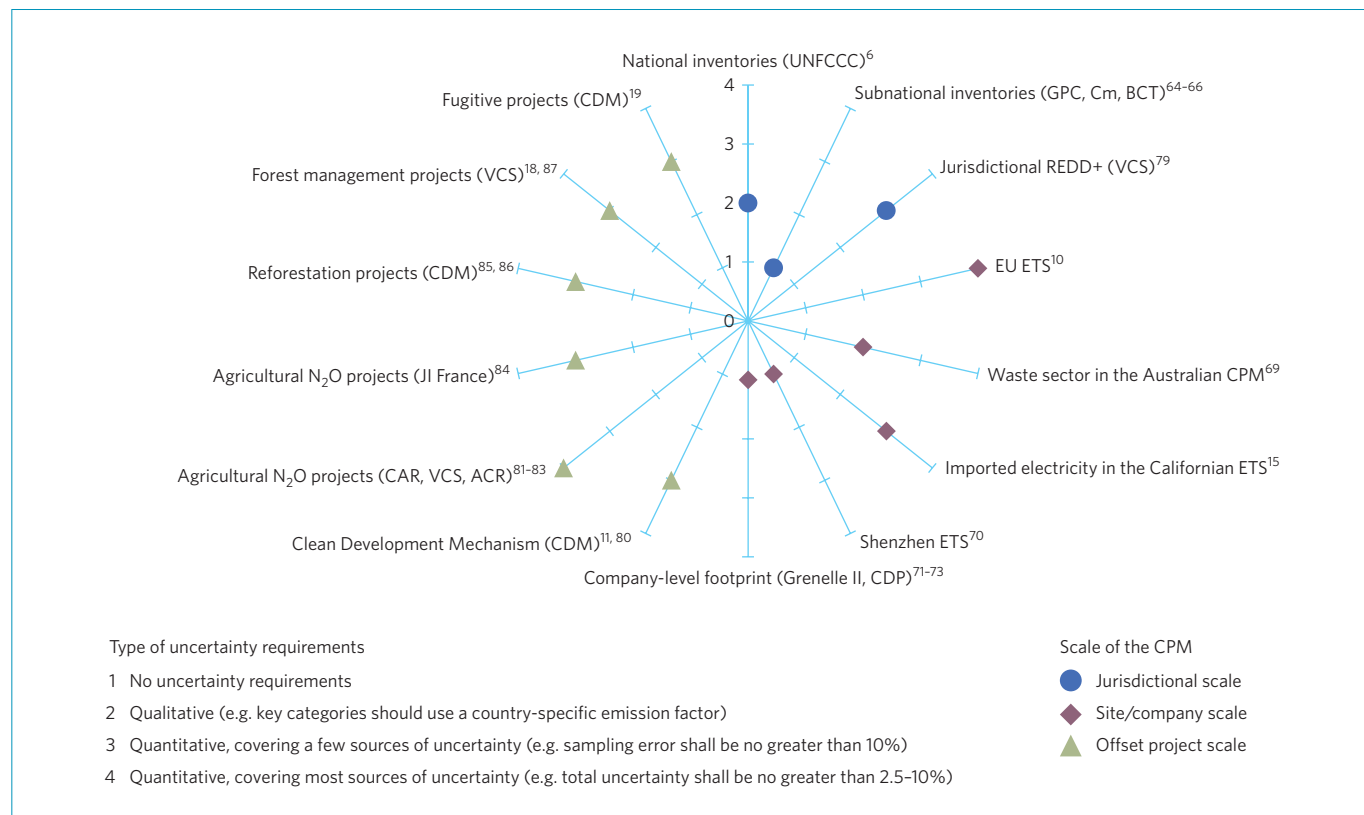 National inventories (UNFCCC)6
4
Subnational inventories (GPC, Cm, BCT)64–66
Fugitive projects (CDM)19
3
Jurisdictional REDD+ (VCS)79
Forest management projects (VCS)18, 87
2
EU ETS10
Reforestation projects (CDM)85, 86
1
0
Waste sector in the Australian CPM69
Agricultural N2O projects (JI France)84
Imported electricity in the Californian ETS15
Agricultural N2O projects (CAR, VCS, ACR)81–83
Shenzhen ETS70
Clean Development Mechanism (CDM)11, 80
Company-level footprint (Grenelle II, CDP)71–73
Type of uncertainty requirements
1 No uncertainty requirements
2 Qualitative (e.g. key categories should use a country-specific emission factor)
3 Quantitative, covering a few sources of uncertainty (e.g. sampling error shall be no greater than 10%)
4 Quantitative, covering most sources of uncertainty (e.g. total uncertainty shall be no greater than 2.5–10%)
Scale of the CPM
Jurisdictional scale
Site/company scale
Offset project scale